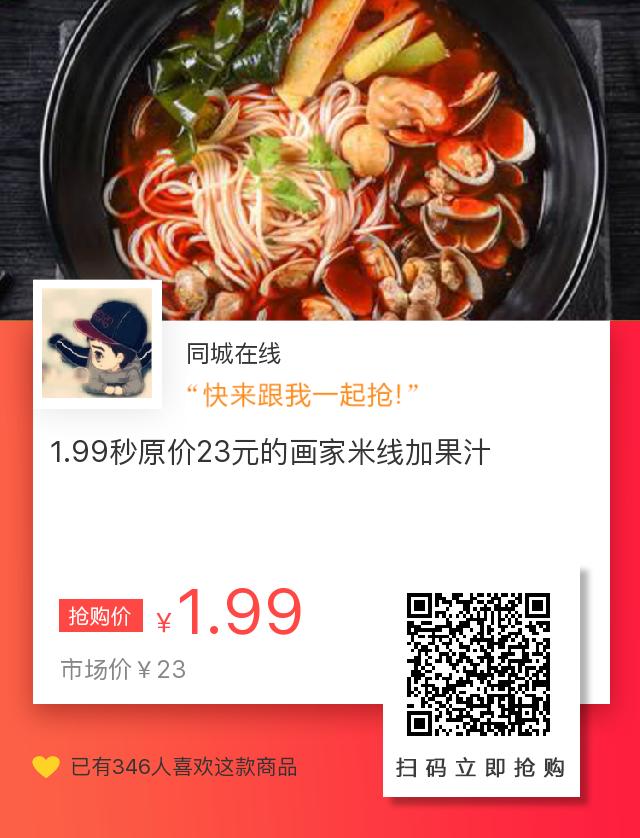 同城在线
“快来跟我一起抢！”
1.99秒原价23元的画家米线加果汁
抢购价 ¥1.99
市场价¥23
扫码立即抢购
已有346人喜欢这款商品